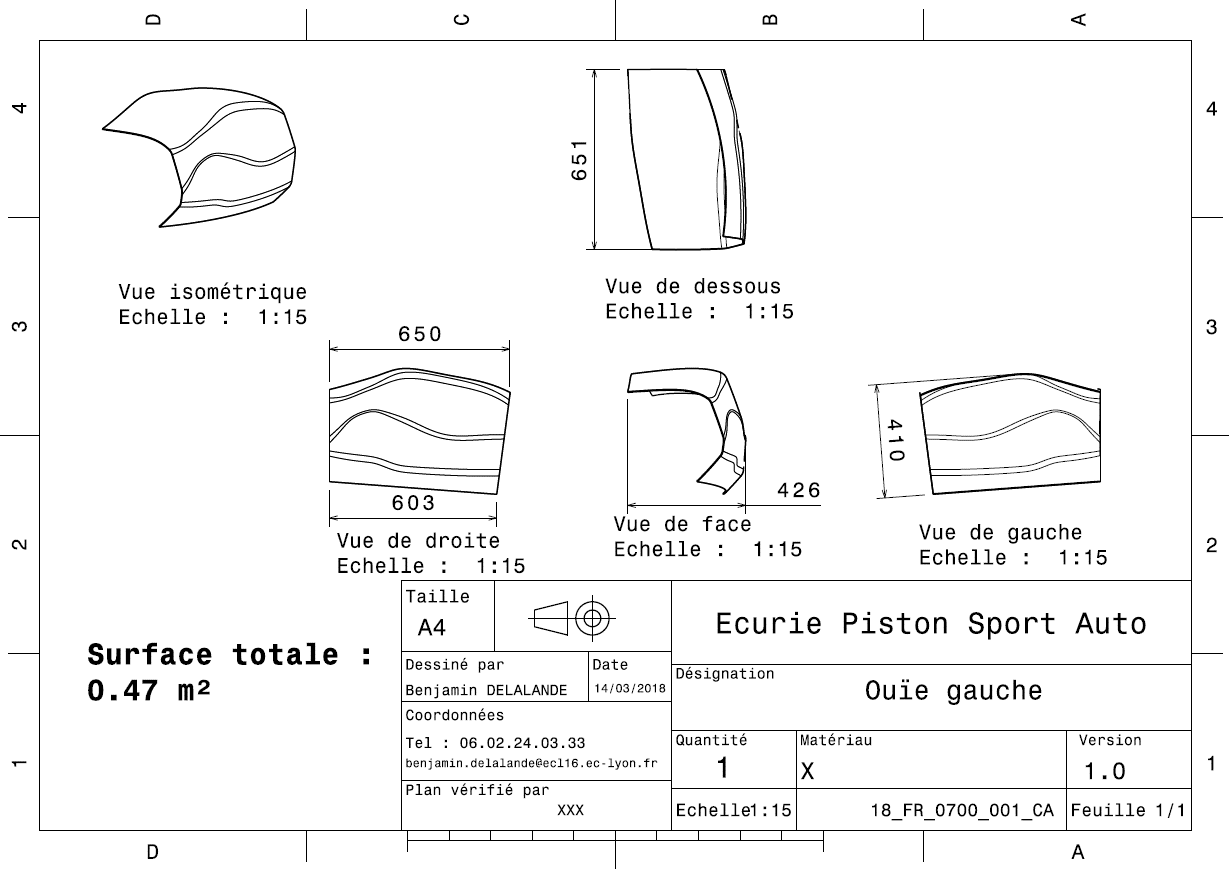 D
C
B
A
4
4
651
Vue isométrique
Echelle : 1:15
Vue de dessous
Echelle : 1:15
3
3
650
410
603
426
Vue de droite
Echelle : 1:15
Vue de face
Echelle : 1:15
Vue de gauche
Echelle : 1:15
2
2
Surface totale :
0.47 m²
Taille
A4
Ecurie Piston Sport Auto
Dessiné par
Benjamin DELALANDE
Date
14/03/2018
Désignation
Ouïe gauche
Coordonnées
Tel : 06.02.24.03.33
benjamin.delalande@ecl16.ec-lyon.fr
Quantité
1
Matériau
X
Version
1.0
Plan vérifié par
XXX
Echelle1:15
18_FR_0700_001_CA
Feuille 1/1
1
1
D
A